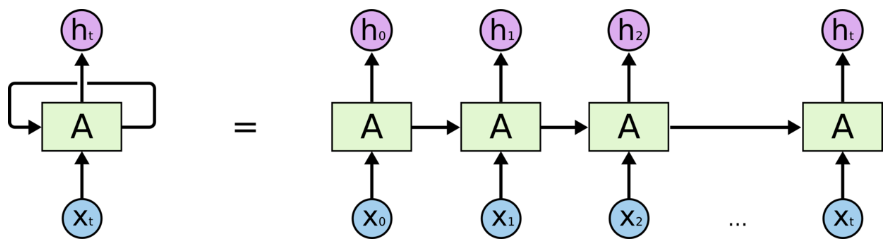 hₜ h₀ h₁ h₂ hₜ
A = A A A A
xₜ x₀ x₁ x₂ ... xₜ